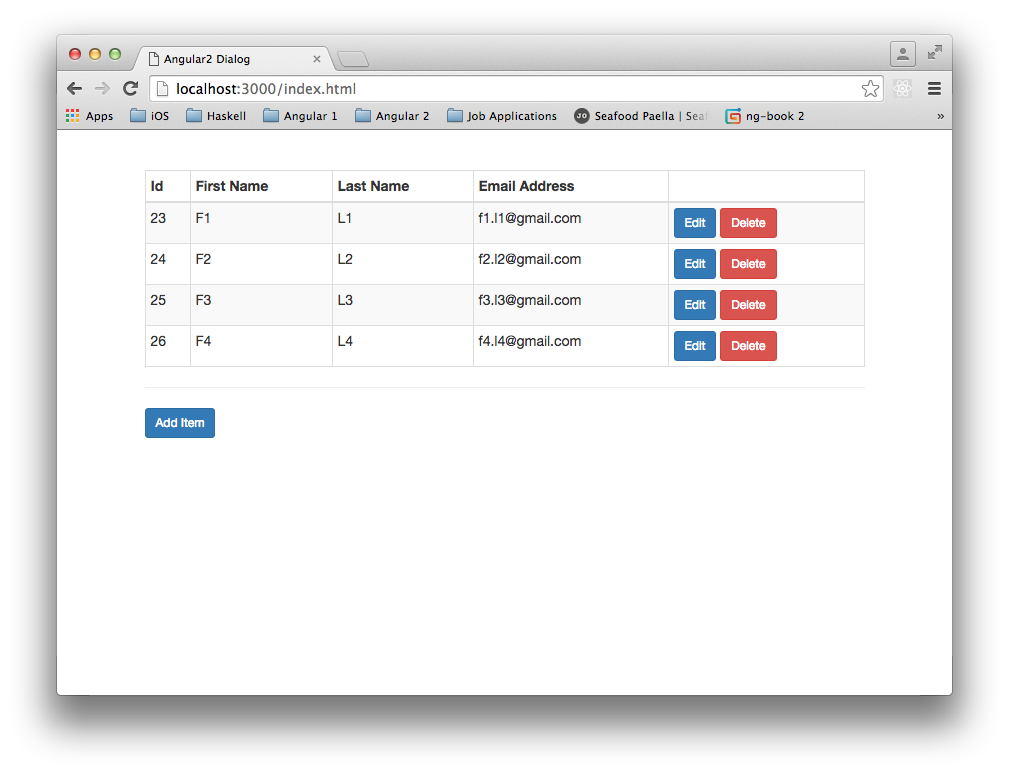 Angular2 Dialog
localhost:3000/index.html
Apps iOS Haskell Angular 1 Angular 2 Job Applications JO Seafood Paella | Seaf ng-book 2 »
Id First Name Last Name Email Address
23 F1 L1 f1.l1@gmail.com Edit Delete
24 F2 L2 f2.l2@gmail.com Edit Delete
25 F3 L3 f3.l3@gmail.com Edit Delete
26 F4 L4 f4.l4@gmail.com Edit Delete
Add Item